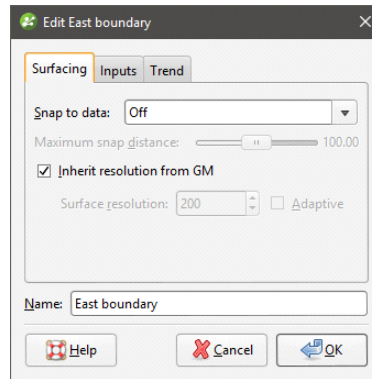 Edit East boundary
Surfacing Inputs Trend
Snap to data: Off
Maximum snap distance: 100.00
Inherit resolution from GM
Surface resolution: 200 Adaptive
Name: East boundary
Help Cancel OK